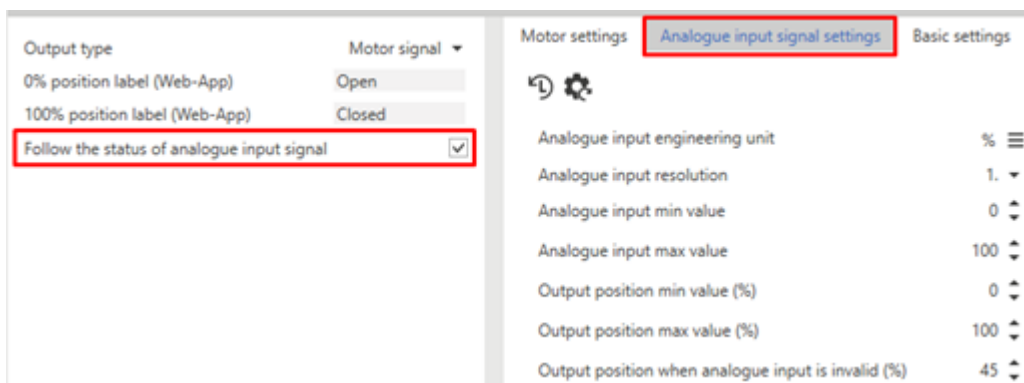 Output type Motor signal
0% position label (Web-App) Open
100% position label (Web-App) Closed
Follow the status of analogue input signal
Motor settings Analogue input signal settings Basic settings
Analogue input engineering unit %
Analogue input resolution 1.
Analogue input min value 0
Analogue input max value 100
Output position min value (%) 0
Output position max value (%) 100
Output position when analogue input is invalid (%) 45